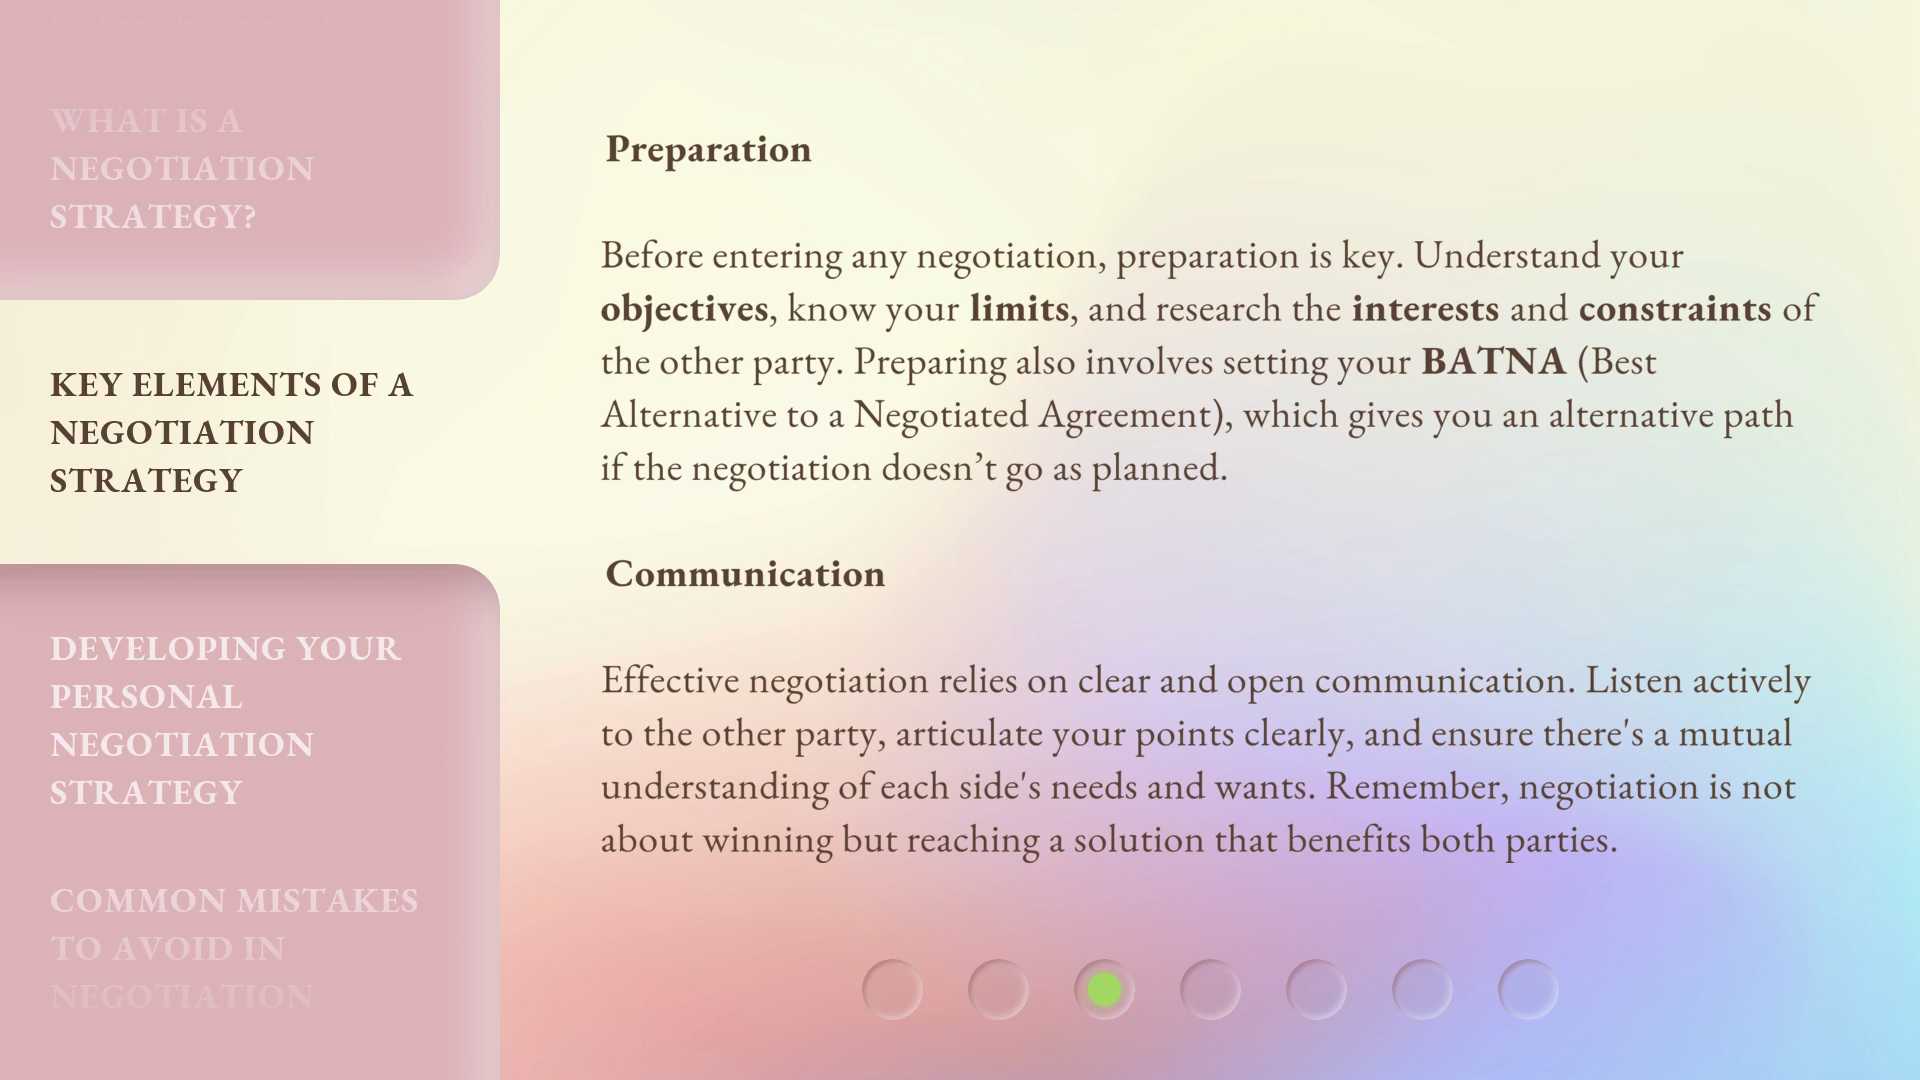 INTRODUCTION
WHAT IS A
NEGOTIATION
STRATEGY?
KEY ELEMENTS OF A
NEGOTIATION
STRATEGY
DEVELOPING YOUR
PERSONAL
NEGOTIATION
STRATEGY
COMMON MISTAKES
TO AVOID IN
NEGOTIATION
Preparation
Before entering any negotiation, preparation is key. Understand your
objectives, know your limits, and research the interests and constraints of
the other party. Preparing also involves setting your BATNA (Best
Alternative to a Negotiated Agreement), which gives you an alternative path
if the negotiation doesn’t go as planned.
Communication
Effective negotiation relies on clear and open communication. Listen actively
to the other party, articulate your points clearly, and ensure there's a mutual
understanding of each side's needs and wants. Remember, negotiation is not
about winning but reaching a solution that benefits both parties.